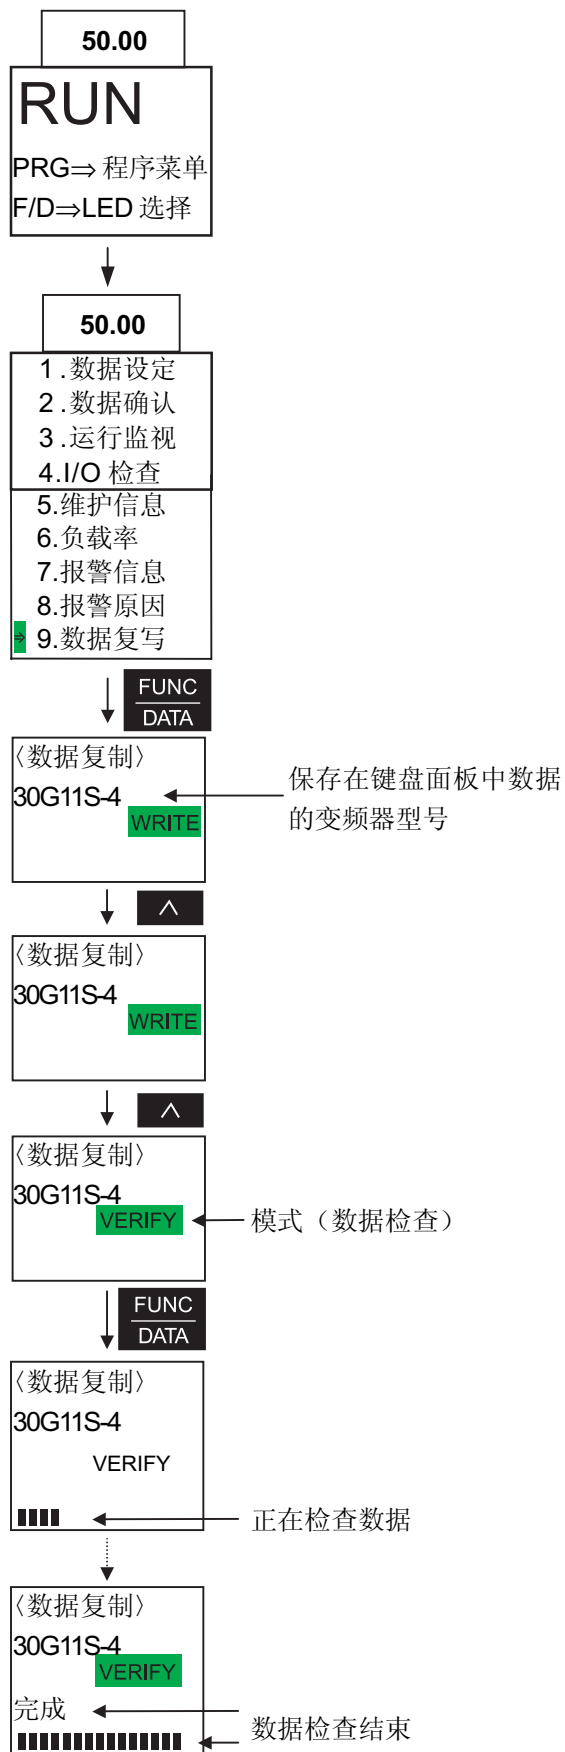 50.00
RUN
PRG⇒ 程序菜单
F/D⇒LED 选择
50.00
1.数据设定
2.数据确认
3.运行监视
4.I/O 检查
5.维护信息
6.负载率
7.报警信息
8.报警原因
⇒ 9.数据复写
FUNC
DATA
〈数据复制〉
30G11S-4
WRITE
保存在键盘面板中数据
的变频器型号
∧
〈数据复制〉
30G11S-4
WRITE
∧
〈数据复制〉
30G11S-4
VERIFY
模式（数据检查）
FUNC
DATA
〈数据复制〉
30G11S-4
VERIFY
正在检查数据
〈数据复制〉
30G11S-4
VERIFY
完成
数据检查结束